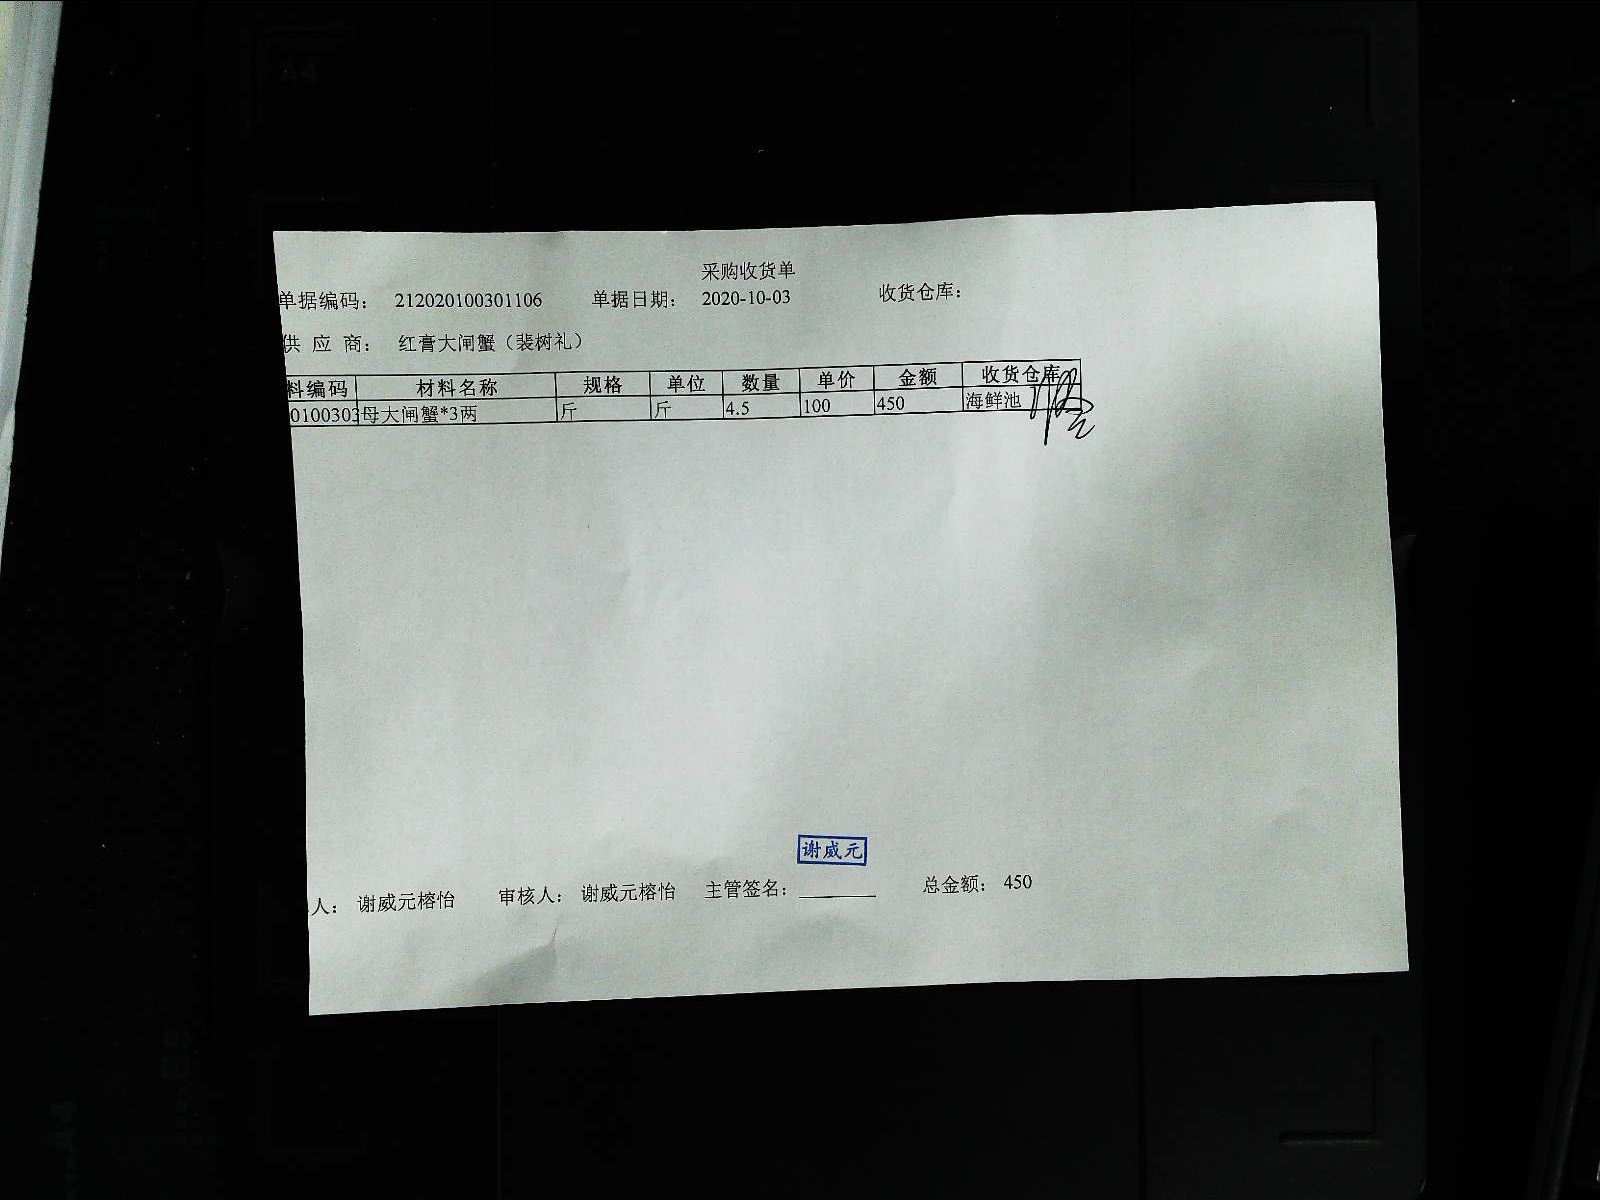 采购收货单
单据编码： 212020100301106 单据日期： 2020-10-03 收货仓库：
供 应 商： 红膏大闸蟹（裴树礼）
料编码 材料名称 规格 单位 数量 单价 金额 收货仓库
0100303 母大闸蟹*3两 斤 斤 4.5 100 450 海鲜池
谢威元
人： 谢威元榕怡 审核人： 谢威元榕怡 主管签名： 总金额： 450